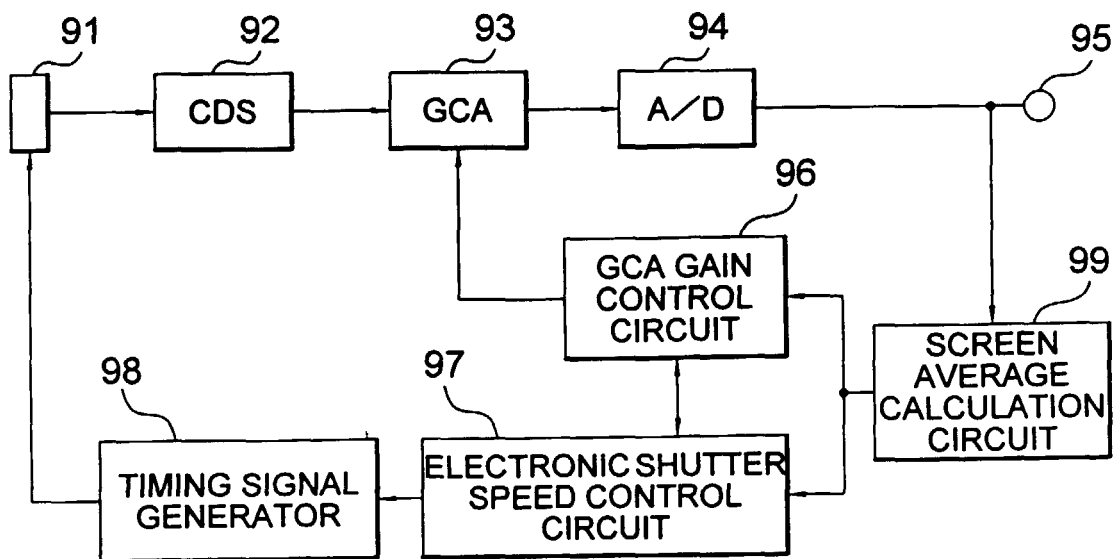 91
92
93
94
95
CDS
GCA
A/D
96
GCA GAIN
CONTROL
CIRCUIT
99
SCREEN
AVERAGE
CALCULATION
CIRCUIT
98
97
TIMING SIGNAL
GENERATOR
ELECTRONIC SHUTTER
SPEED CONTROL
CIRCUIT